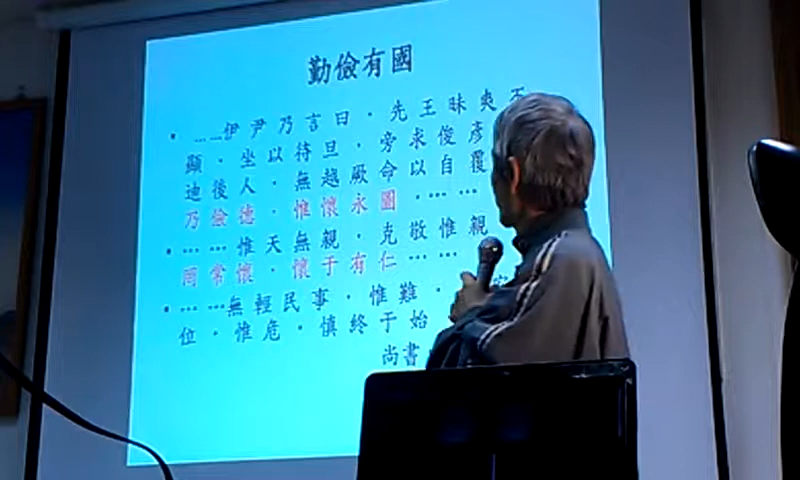 勤儉有國
• ……伊尹乃言曰．先王昧爽丕
顯．坐以待旦．旁求俊彥
迪後人．無越厥命以自覆
乃儉德．惟懷永圖．……
• ……惟天無親．克敬惟親
罔常懷．懷于有仁……
• ……無輕民事．惟難．
位．惟危．慎終于始
尚書